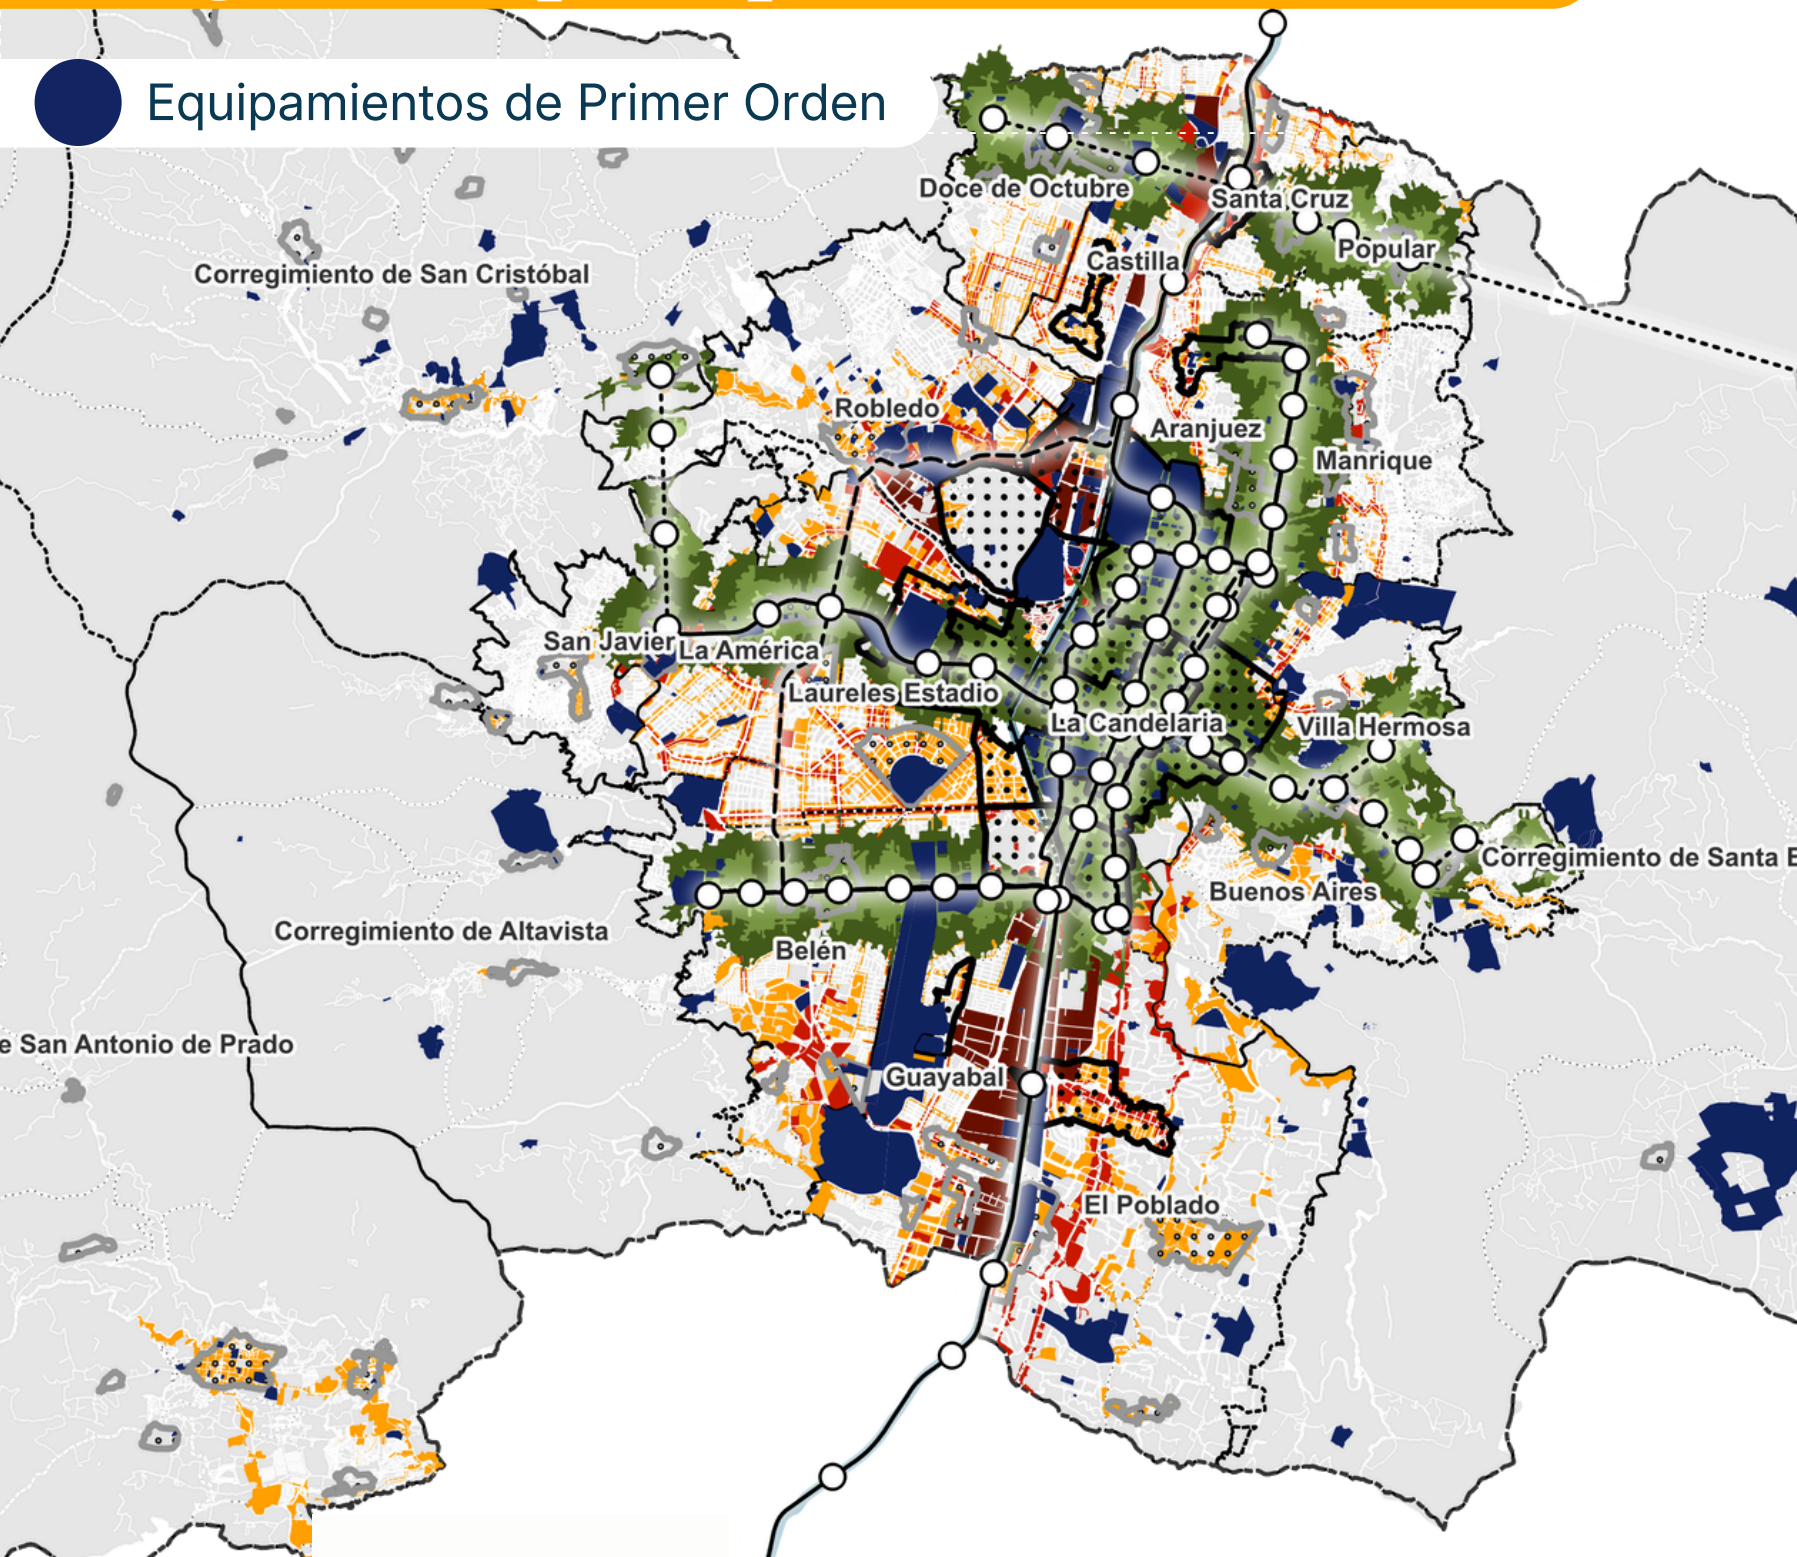 Equipamientos de Primer Orden
Doce de Octubre
Santa Cruz
Popular
Castilla
Corregimiento de San Cristóbal
Robledo
Aranjuez
Manrique
San Javier
La América
Laureles Estadio
La Candelaria
Villa Hermosa
Corregimiento de Santa E
Buenos Aires
Corregimiento de Altavista
Belén
e San Antonio de Prado
Guayabal
El Poblado